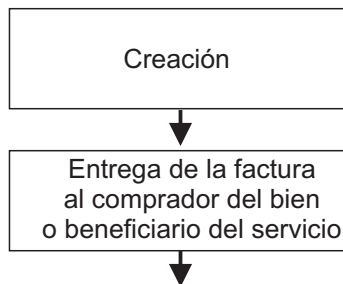 Creación
Entrega de la factura
al comprador del bien
o beneficiario del servicio